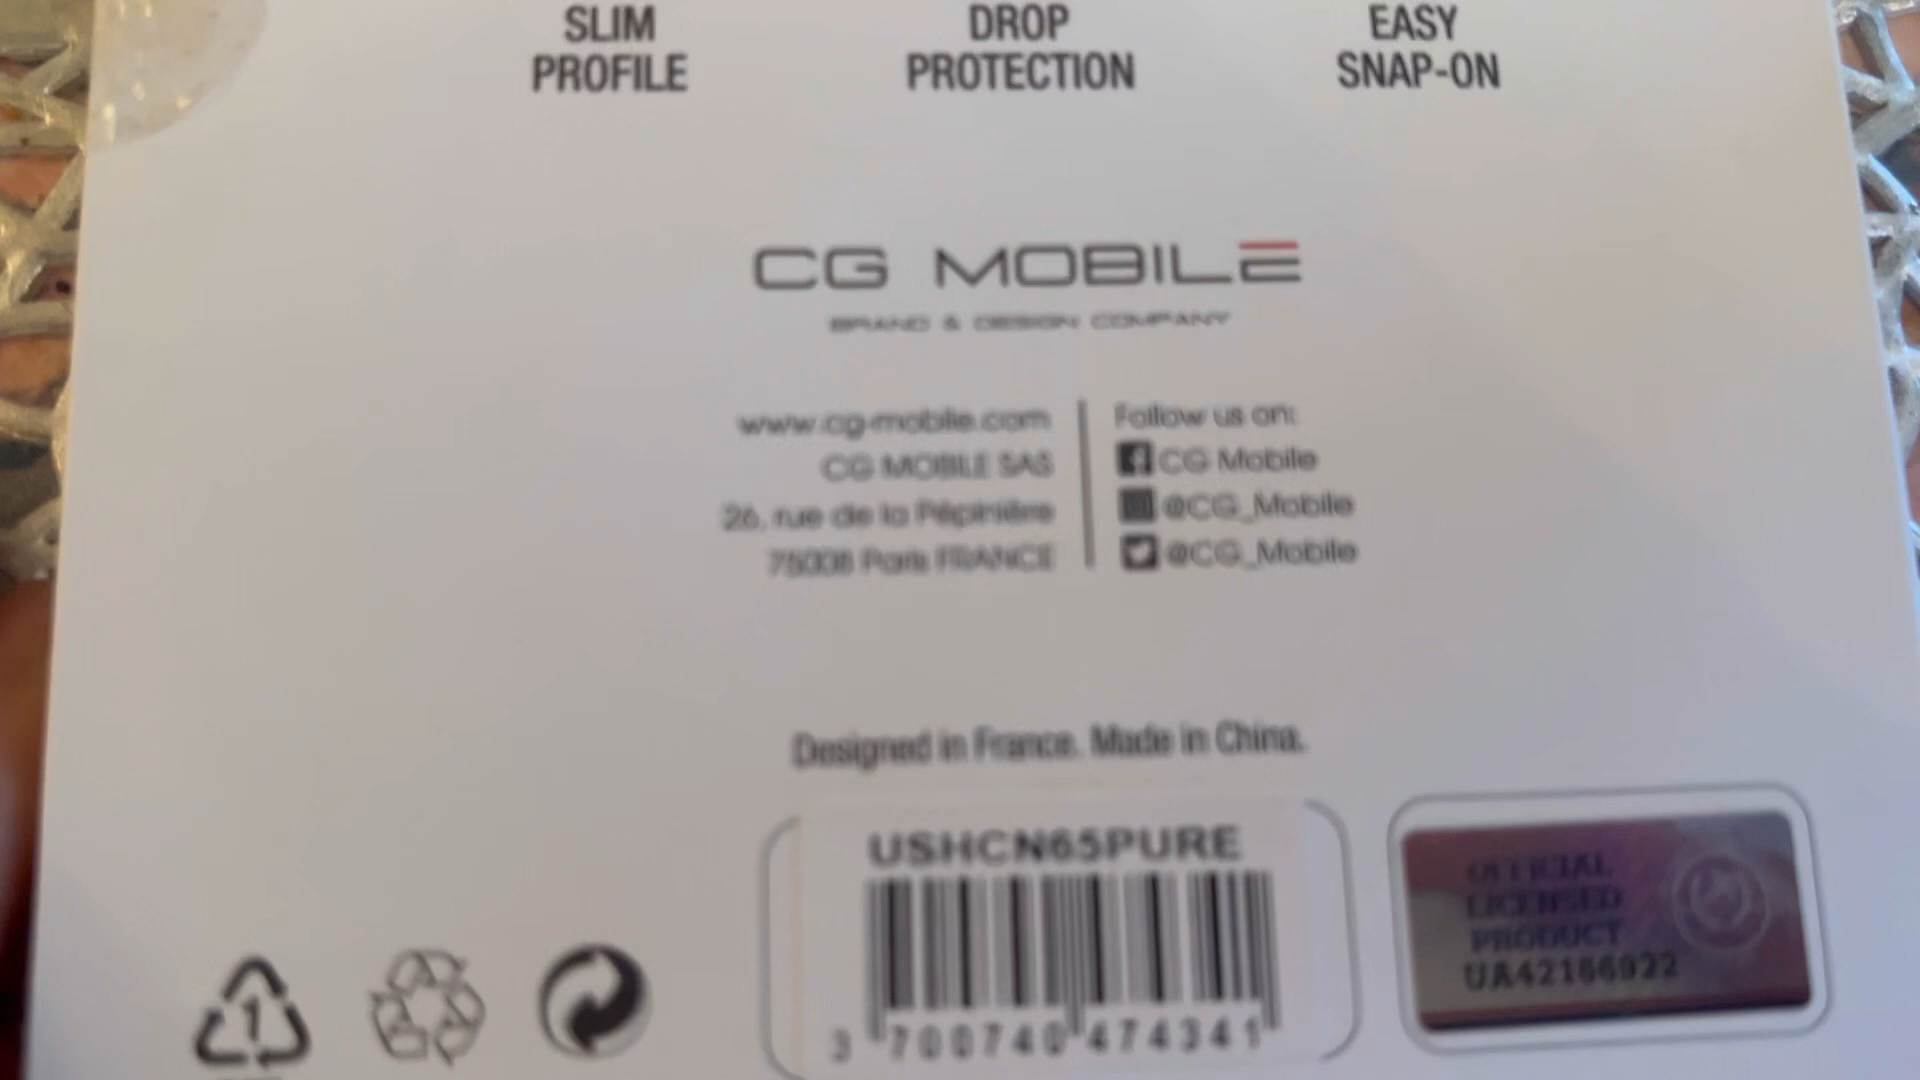 SLIM
PROFILE
DROP
PROTECTION
EASY
SNAP-ON
CG MOBILE
BRAND & DESIGN COMPANY
www.cg-mobile.com
CG MOBILE SAS
26, rue de la Pépinière
75008 Paris FRANCE
Follow us on:
CG Mobile
@CG_Mobile
@CG_Mobile
Designed in France. Made in China.
USHCN65PURE
3 700740 474341
OFFICIAL
LICENSED
PRODUCT
UA42166922
1